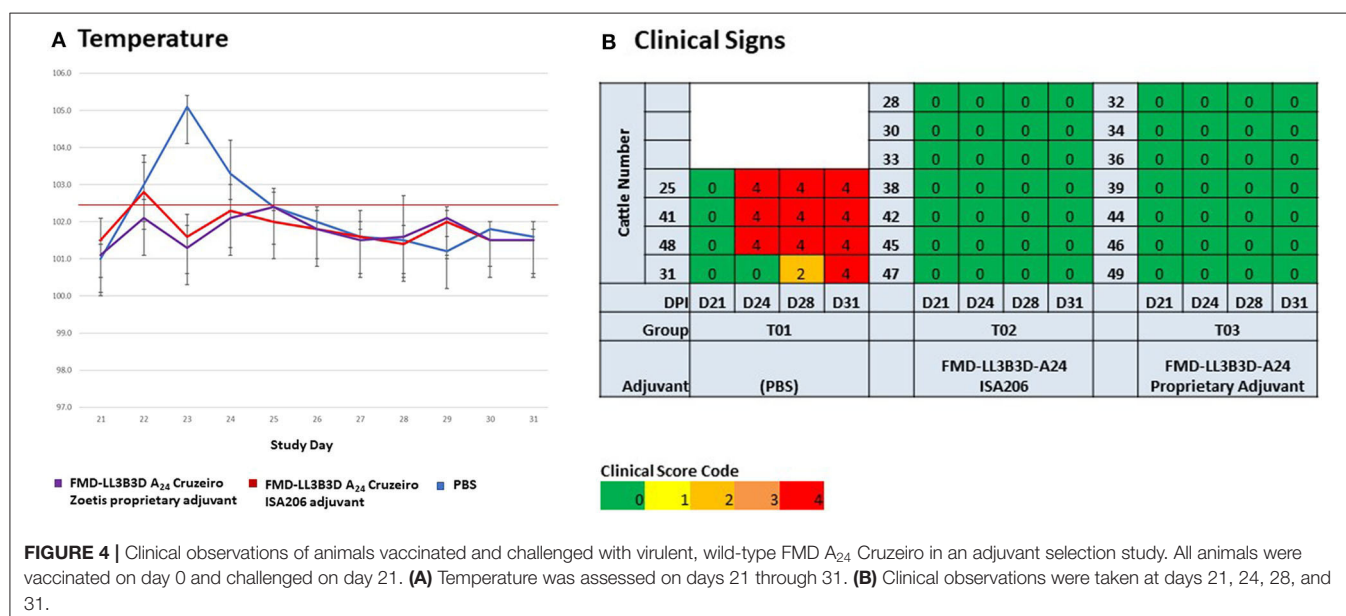 A Temperature
106.0
105.0
104.0
103.0
102.0
101.0
100.0
99.0
98.0
97.0
21 22 23 24 25 26 27 28 29 30 31
Study Day
FMD-LL3B3D A24 Cruzeiro
Zoetis proprietary adjuvant
FMD-LL3B3D A24 Cruzeiro
ISA206 adjuvant
PBS
B Clinical Signs
Cattle Number
28 0 0 0 0 32 0 0 0 0
30 0 0 0 0 34 0 0 0 0
33 0 0 0 0 36 0 0 0 0
25 0 4 4 4 38 0 0 0 0 39 0 0 0 0
41 0 4 4 4 42 0 0 0 0 44 0 0 0 0
48 0 4 4 4 45 0 0 0 0 46 0 0 0 0
31 0 0 2 4 47 0 0 0 0 49 0 0 0 0
DPI D21 D24 D28 D31 D21 D24 D28 D31 D21 D24 D28 D31
Group T01 T02 T03
Adjuvant (PBS) FMD-LL3B3D-A24 ISA206 FMD-LL3B3D-A24 Proprietary Adjuvant
Clinical Score Code
0 1 2 3 4
FIGURE 4 | Clinical observations of animals vaccinated and challenged with virulent, wild-type FMD A24 Cruzeiro in an adjuvant selection study. All animals were
vaccinated on day 0 and challenged on day 21. (A) Temperature was assessed on days 21 through 31. (B) Clinical observations were taken at days 21, 24, 28, and
31.